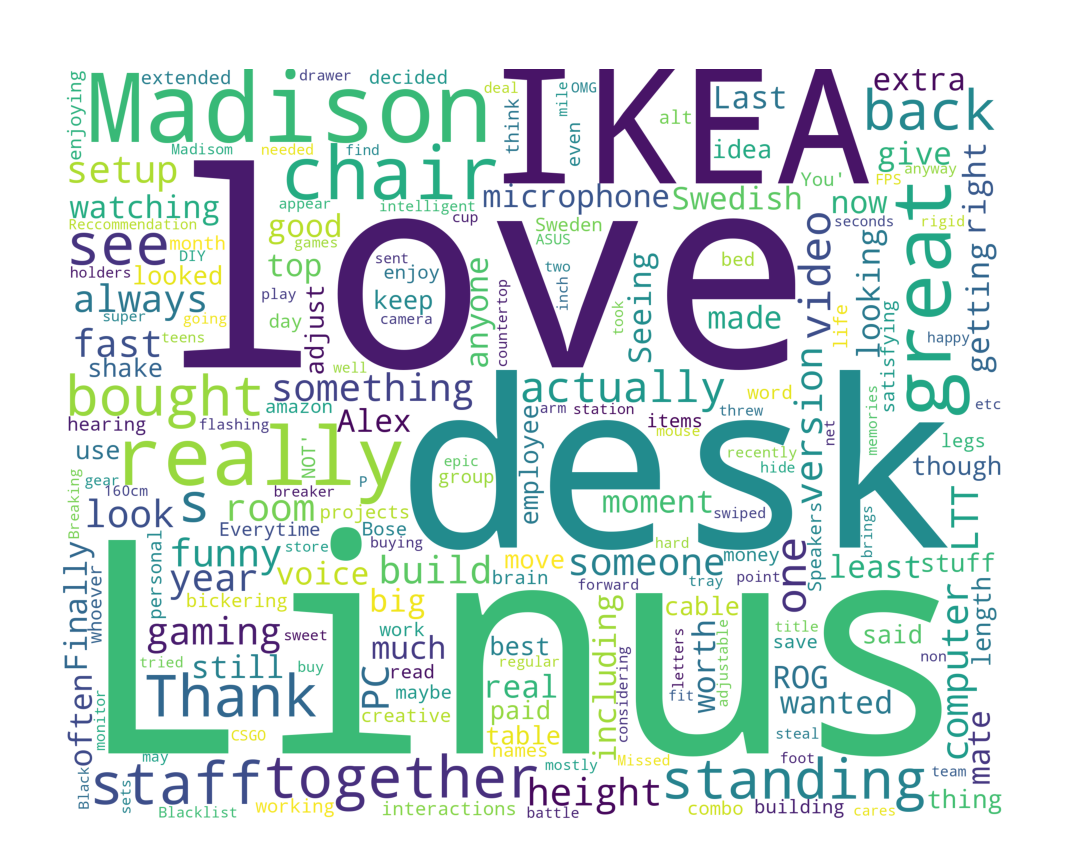 enjoying
extended
drawer
decided
deal
think
mile
OMG
Last
extra
Madison
IKEA
back
alt
even
Madisom
needed
find
idea
give
anyway
setup
chair
microphone
Swedish
You'
FPS
now
right
watching
appear
intelligent
cup
Sweden
ASUS
seconds
rigid
Reccommendation
good
games
see
month
DIY
love
great
video
looking
holders
looked
top
sent
enjoy
two
bed
always
play
keep
inch
Seeing
anyone
countertop
adjust
camera
took
made
life
getting
super
going
day
fast
teens
happy
satisfying
shake
well
bought
something
actually
word
version
memories
etc
amazon
hearing
flashing
Alex
arm
station
items
threw
net
use
really
NOT'
desk
employee
mouse
legs
epic
group
recently
hide
though
gear
160cm
breaker
P
Breaking
look
s
room
projects
moment
swiped
LTT
Everytime
Bose
buying
hard
Speakers
brings
store
funny
move
someone
money
one
least
stuff
Finally
whoever
personal
year
voice
build
brain
forward
tray
point
length
bickering
big
cable
Linus
gaming
sweet
work
much
best
including
letters
worth
adjustable
title
save
said
non
tried
still
buy
PC
read
regular
considering
computer
Thank
maybe
real
fit
ROG
wanted
often
monitor
creative
paid
table
CSGO
names
steal
mate
may
mostly
Missed
foot
team
Black
staff
together
height
standing
thing
sets
Blacklist
working
interactions
battle
combo
building
cares